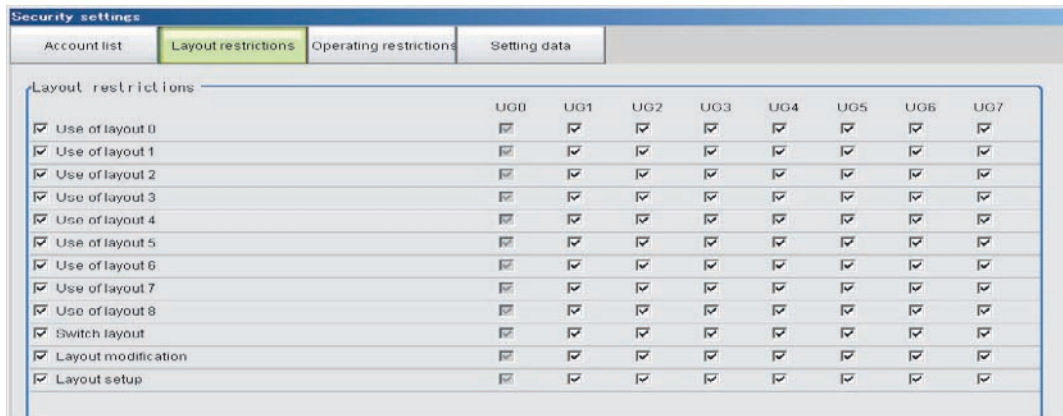 Security settings
Account list Layout restrictions Operating restrictions Setting data
Layout restrictions
UG0 UG1 UG2 UG3 UG4 UG5 UG6 UG7
Use of layout 0
Use of layout 1
Use of layout 2
Use of layout 3
Use of layout 4
Use of layout 5
Use of layout 6
Use of layout 7
Use of layout 8
Switch layout
Layout modification
Layout setup